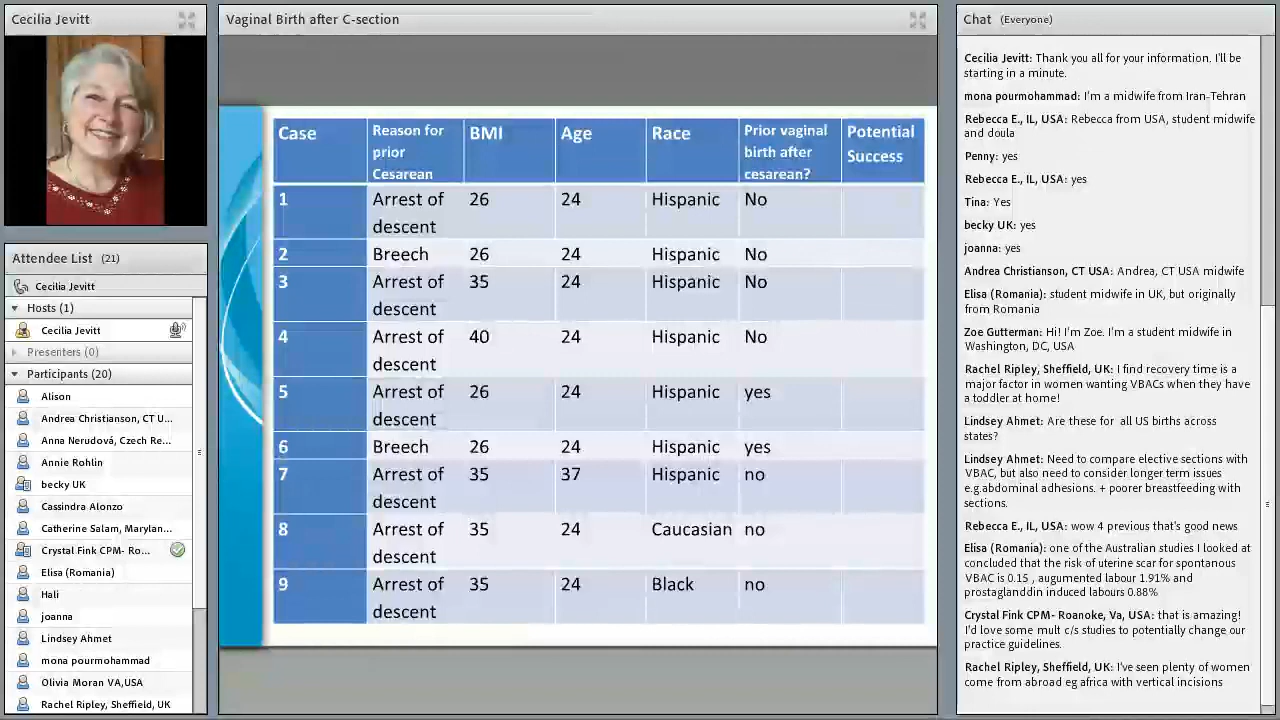 Cecilia Jevitt
Attendee List (21)
Cecilia Jevitt
Hosts (1)
Cecilia Jevitt
Presenters (0)
Participants (20)
Alison
Andrea Christianson, CT U...
Anna Nerudová, Czech Re...
Annie Rohlin
becky UK
Cassindra Alonzo
Catherine Salam, Marylan...
Crystal Fink CPM- Ro...
Elisa (Romania)
Hali
joanna
Lindsey Ahmet
mona pourmohammad
Olivia Moran VA,USA
Rachel Ripley, Sheffield, UK
Vaginal Birth after C-section
Case Reason for prior Cesarean BMI Age Race Prior vaginal birth after cesarean? Potential Success
1 Arrest of descent 26 24 Hispanic No
2 Breech 26 24 Hispanic No
3 Arrest of descent 35 24 Hispanic No
4 Arrest of descent 40 24 Hispanic No
5 Arrest of descent 26 24 Hispanic yes
6 Breech 26 24 Hispanic yes
7 Arrest of descent 35 37 Hispanic no
8 Arrest of descent 35 24 Caucasian no
9 Arrest of descent 35 24 Black no
Chat (Everyone)
Cecilia Jevitt: Thank you all for your information. I'll be
starting in a minute.
mona pourmohammad: I'm a midwife from Iran-Tehran
Rebecca E., IL, USA: Rebecca from USA, student midwife
and doula
Penny: yes
Rebecca E., IL, USA: yes
Tina: Yes
becky UK: yes
joanna: yes
Andrea Christianson, CT USA: Andrea, CT USA midwife
Elisa (Romania): student midwife in UK, but originally
from Romania
Zoe Gutterman: Hi! I'm Zoe. I'm a student midwife in
Washington, DC, USA
Rachel Ripley, Sheffield, UK: I find recovery time is a
major factor in women wanting VBACs when they have
a toddler at home!
Lindsey Ahmet: Are these for all US births across
states?
Lindsey Ahmet: Need to compare elective sections with
VBAC, but also need to consider longer term issues
e.g.abdominal adhesions. + poorer breastfeeding with
sections.
Rebecca E., IL, USA: wow 4 previous that's good news
Elisa (Romania): one of the Australian studies I looked at
concluded that the risk of uterine scar for spontanous
VBAC is 0.15 , augumented labour 1.91% and
prostaglanddin induced labours 0.88%
Crystal Fink CPM- Roanoke, Va, USA: that is amazing!
I'd love some mult c/s studies to potentially change our
practice guidelines.
Rachel Ripley, Sheffield, UK: I've seen plenty of women
come from abroad eg africa with vertical incisions